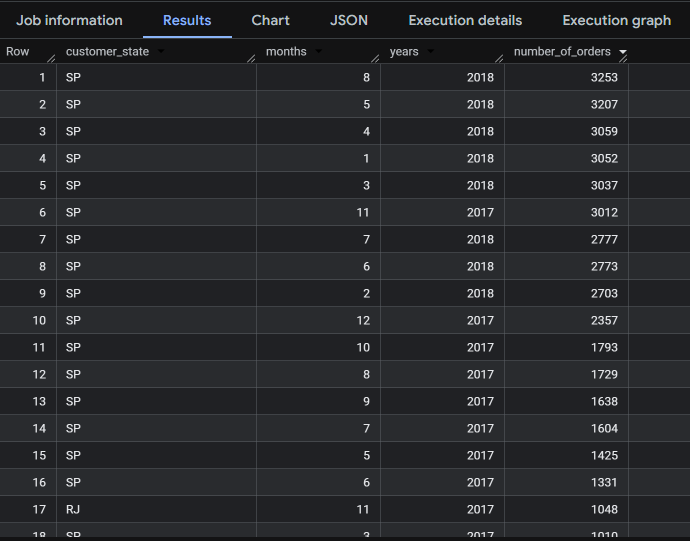 Job information Results Chart JSON Execution details Execution graph
Row customer_state months years number_of_orders
1 SP 8 2018 3253
2 SP 5 2018 3207
3 SP 4 2018 3059
4 SP 1 2018 3052
5 SP 3 2018 3037
6 SP 11 2017 3012
7 SP 7 2018 2777
8 SP 6 2018 2773
9 SP 2 2018 2703
10 SP 12 2017 2357
11 SP 10 2017 1793
12 SP 8 2017 1729
13 SP 9 2017 1638
14 SP 7 2017 1604
15 SP 5 2017 1425
16 SP 6 2017 1331
17 RJ 11 2017 1048
18 SP 3 2017 1010